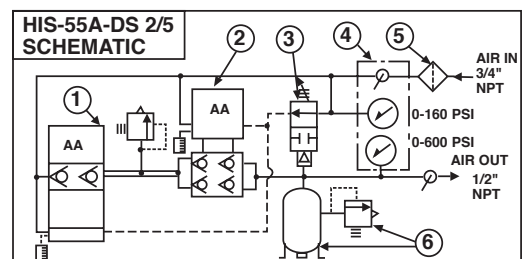 HIS-55A-DS 2/5
SCHEMATIC
2
3
4
5
AIR IN
3/4"
NPT
1
AA
AA
0-160 PSI
0-600 PSI
AIR OUT
1/2"
NPT
6